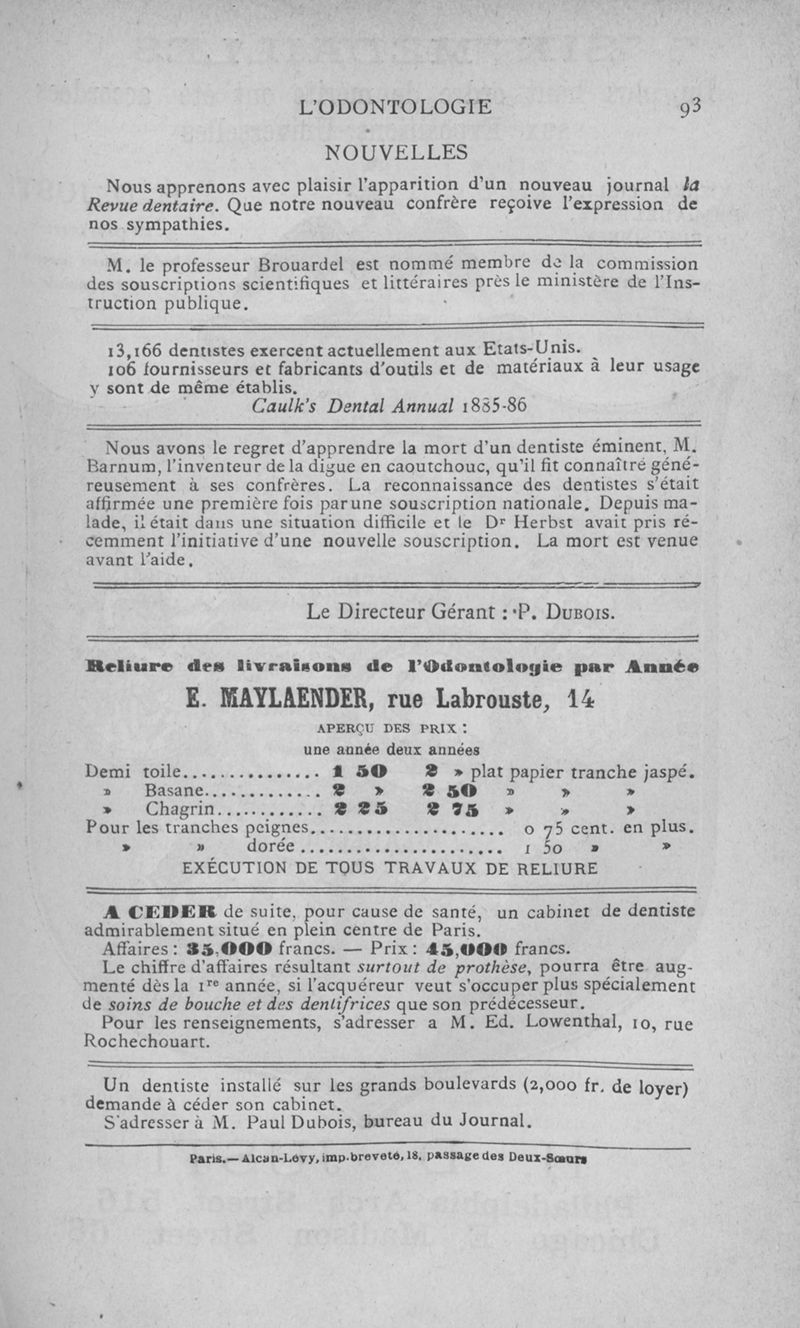 L'ODONTOLOGIE 93
NOUVELLES
Nous apprenons avec plaisir l'apparition d'un nouveau journal la
Revue dentaire. Que notre nouveau confrère reçoive l'expression de
nos sympathies.
M. le professeur Brouardel est nommé membre de la commission
des souscriptions scientifiques et littéraires près le ministère de l'Ins-
truction publique.
13,166 dentistes exercent actuellement aux Etats-Unis.
106 fournisseurs et fabricants d'outils et de matériaux à leur usage
y sont de même établis.
Caulk's Dental Annual 1885-86
Nous avons le regret d'apprendre la mort d'un dentiste éminent, M.
Barnum, l'inventeur de la digue en caoutchouc, qu'il fit connaîtré géné-
reusement à ses confrères. La reconnaissance des dentistes s'était
affirmée une première fois par une souscription nationale. Depuis ma-
lade, il était dans une situation difficile et le Dr Herbst avait pris ré-
cemment l'initiative d'une nouvelle souscription. La mort est venue
avant l'aide.
Le Directeur Gérant : P. DUBOIS.
Reliure des livraisons de l'Odontologie par Année
E. MAYLAENDER, rue Labrouste, 14
APERÇU DES PRIX :
une année deux années
Demi toile................ 1 50 2 » plat papier tranche jaspé.
» Basane.............. 2 » 2 50 » » »
» Chagrin............ 2 25 2 75 » » »
Pour les tranches peignes...................... 0 75 cent. en plus.
» » dorée....................... 1 50 » »
EXÉCUTION DE TOUS TRAVAUX DE RELIURE
A CEDER de suite, pour cause de santé, un cabinet de dentiste
admirablement situé en plein centre de Paris.
Affaires : 35,000 francs. — Prix : 45,000 francs.
Le chiffre d'affaires résultant surtout de prothèse, pourra être aug-
menté dès la 1re année, si l'acquéreur veut s'occuper plus spécialement
de soins de bouche et des dentifrices que son prédécesseur.
Pour les renseignements, s'adresser a M. Ed. Lowenthal, 10, rue
Rochechouart.
Un dentiste installé sur les grands boulevards (2,000 fr. de loyer)
demande à céder son cabinet.
S'adresser à M. Paul Dubois, bureau du Journal.
Paris.— Alcan-Lévy, imp. breveté, 18, passage des Deux-Sœurs